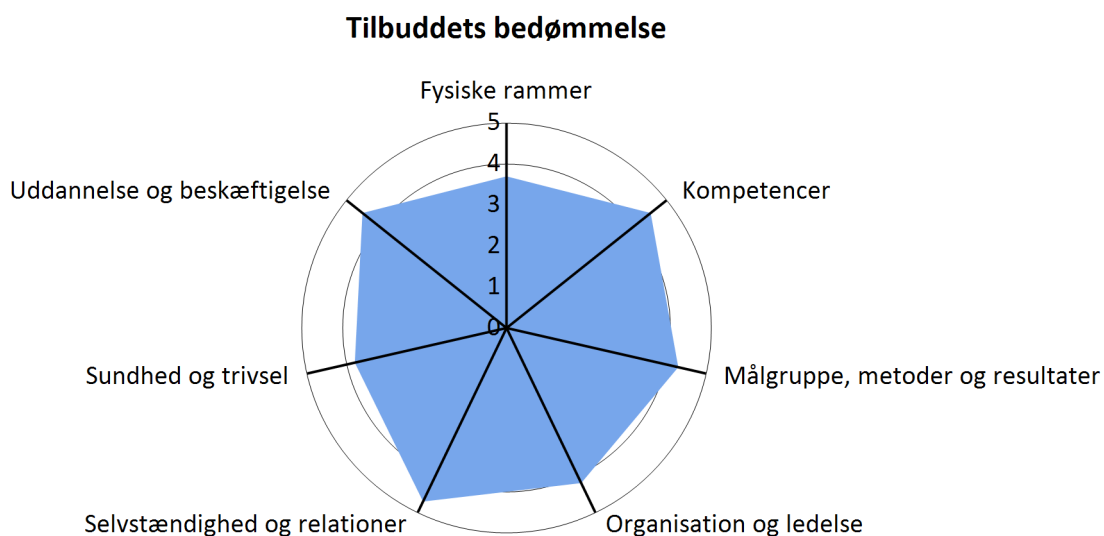 Tilbuddets bedømmelse
Fysiske rammer
5
4
Uddannelse og beskæftigelse
Kompetencer
3
2
1
0
Sundhed og trivsel
Målgruppe, metoder og resultater
Selvstændighed og relationer
Organisation og ledelse